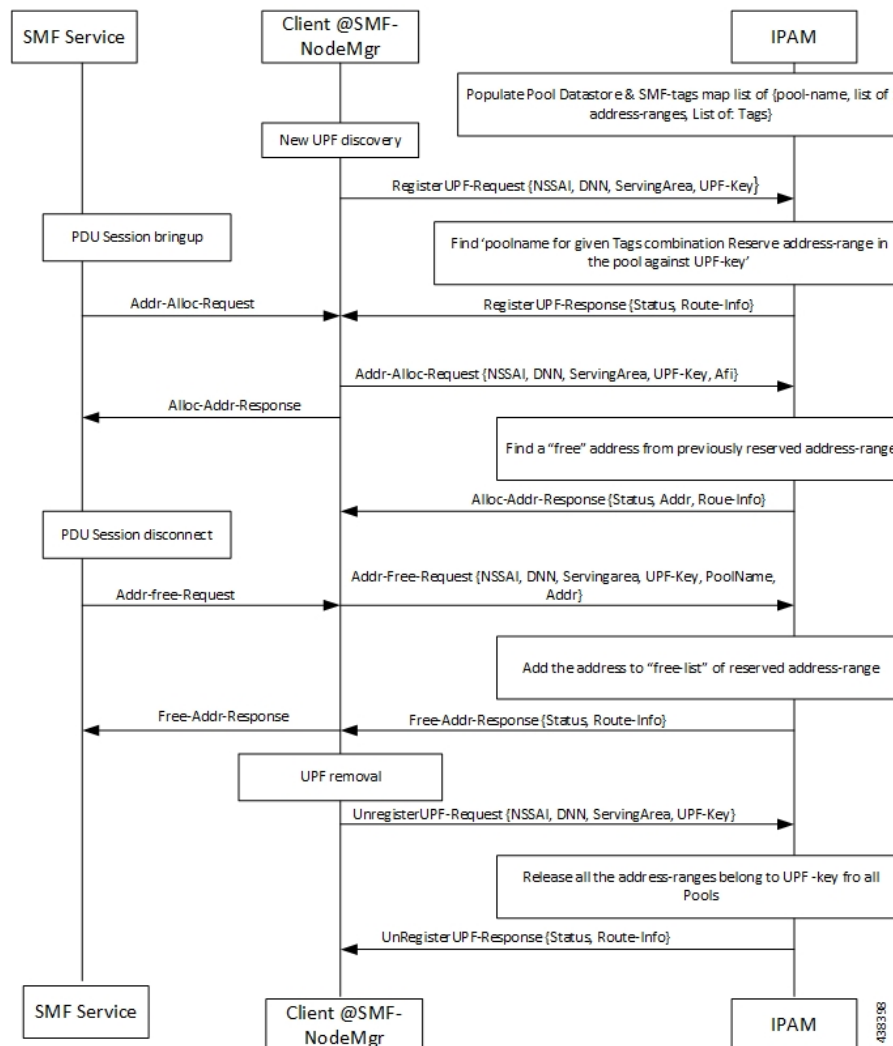 SMF Service
Client @SMF-
NodeMgr
IPAM
Populate Pool Datastore & SMF-tags map list of {pool-name, list of
address-ranges, List of: Tags}
New UPF discovery
RegisterUPF-Request {NSSAI, DNN, ServingArea, UPF-Key}
PDU Session bringup
Find ‘poolname for given Tags combination Reserve address-range in
the pool against UPF-key’
Addr-Alloc-Request
RegisterUPF-Response {Status, Route-Info}
Addr-Alloc-Request {NSSAI, DNN, ServingArea, UPF-Key, Afi}
Alloc-Addr-Response
Find a “free” address from previously reserved address-range
Alloc-Addr-Response {Status, Addr, Roue-Info}
PDU Session disconnect
Addr-free-Request
Addr-Free-Request {NSSAI, DNN, Servingarea, UPF-Key, PoolName,
Addr}
Add the address to “free-list” of reserved address-range
Free-Addr-Response
Free-Addr-Response {Status, Route-Info}
UPF removal
UnregisterUPF-Request {NSSAI, DNN, ServingArea, UPF-Key}
Release all the address-ranges belong to UPF -key fro all
Pools
UnRegisterUPF-Response {Status, Route-Info}
SMF Service
Client @SMF-
NodeMgr
IPAM
438398